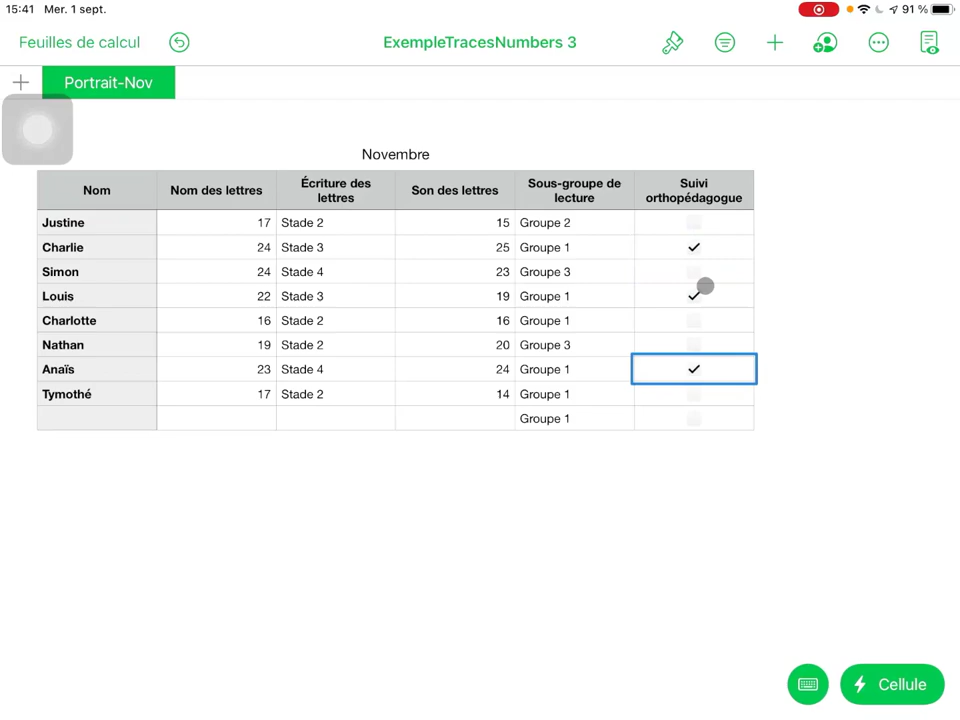 15:41 Mer. 1 sept. 91 %
Feuilles de calcul ExempleTracesNumbers 3
Portrait-Nov
Novembre
Nom Nom des lettres Écriture des lettres Son des lettres Sous-groupe de lecture Suivi orthopédagogue
Justine 17 Stade 2 15 Groupe 2
Charlie 24 Stade 3 25 Groupe 1 ✓
Simon 24 Stade 4 23 Groupe 3
Louis 22 Stade 3 19 Groupe 1 ✓
Charlotte 16 Stade 2 16 Groupe 1
Nathan 19 Stade 2 20 Groupe 3
Anaïs 23 Stade 4 24 Groupe 1 ✓
Tymothé 17 Stade 2 14 Groupe 1
Groupe 1
Cellule